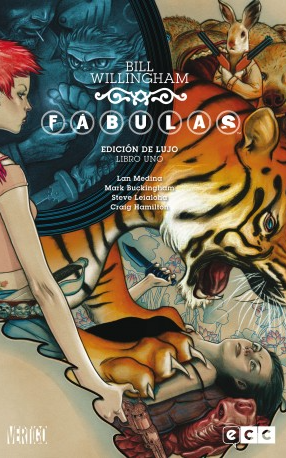 BILL
WILLINGHAM
FÁBULAS
EDICIÓN DE LUJO
LIBRO UNO
Lan Medina
Mark Buckingham
Steve Leialoha
Craig Hamilton
VERTIGO
ecc